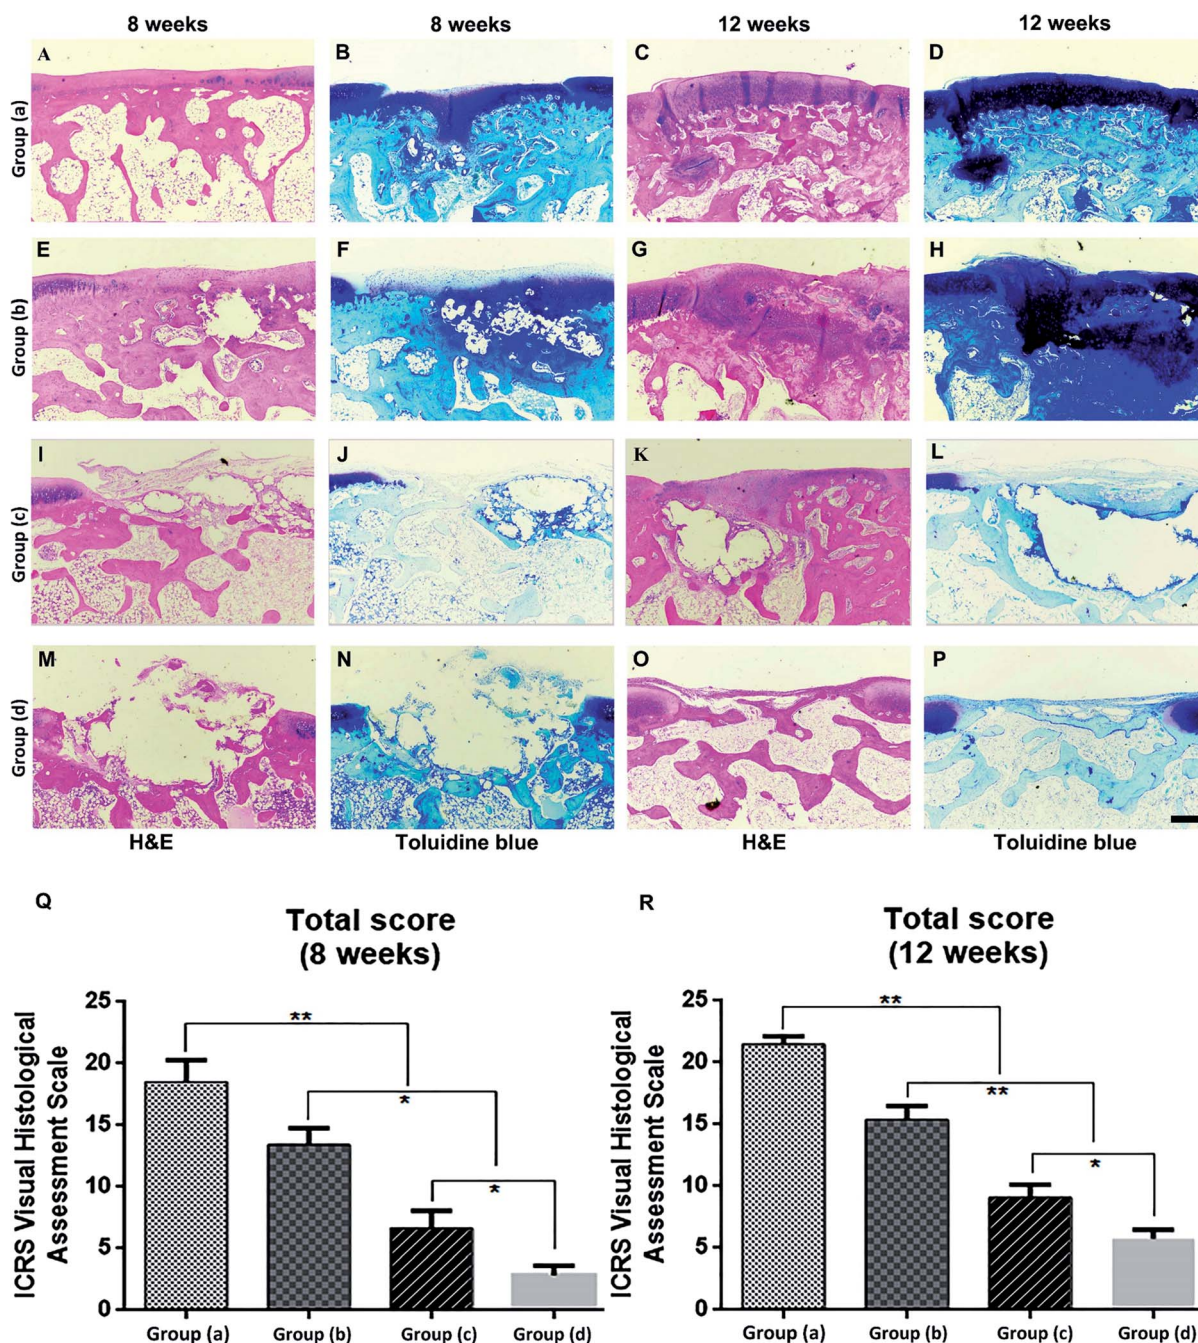 8 weeks 8 weeks 12 weeks 12 weeks
Group (a)
A B C D
Group (b)
E F G H
Group (c)
I J K L
Group (d)
M N O P
H&E Toluidine blue H&E Toluidine blue
Q
Total score
(8 weeks)
ICRS Visual Histological
Assessment Scale
25
20
15
10
5
0
**
*
*
Group (a) Group (b) Group (c) Group (d)
R
Total score
(12 weeks)
ICRS Visual Histological
Assessment Scale
25
20
15
10
5
0
**
**
*
Group (a) Group (b) Group (c) Group (d)